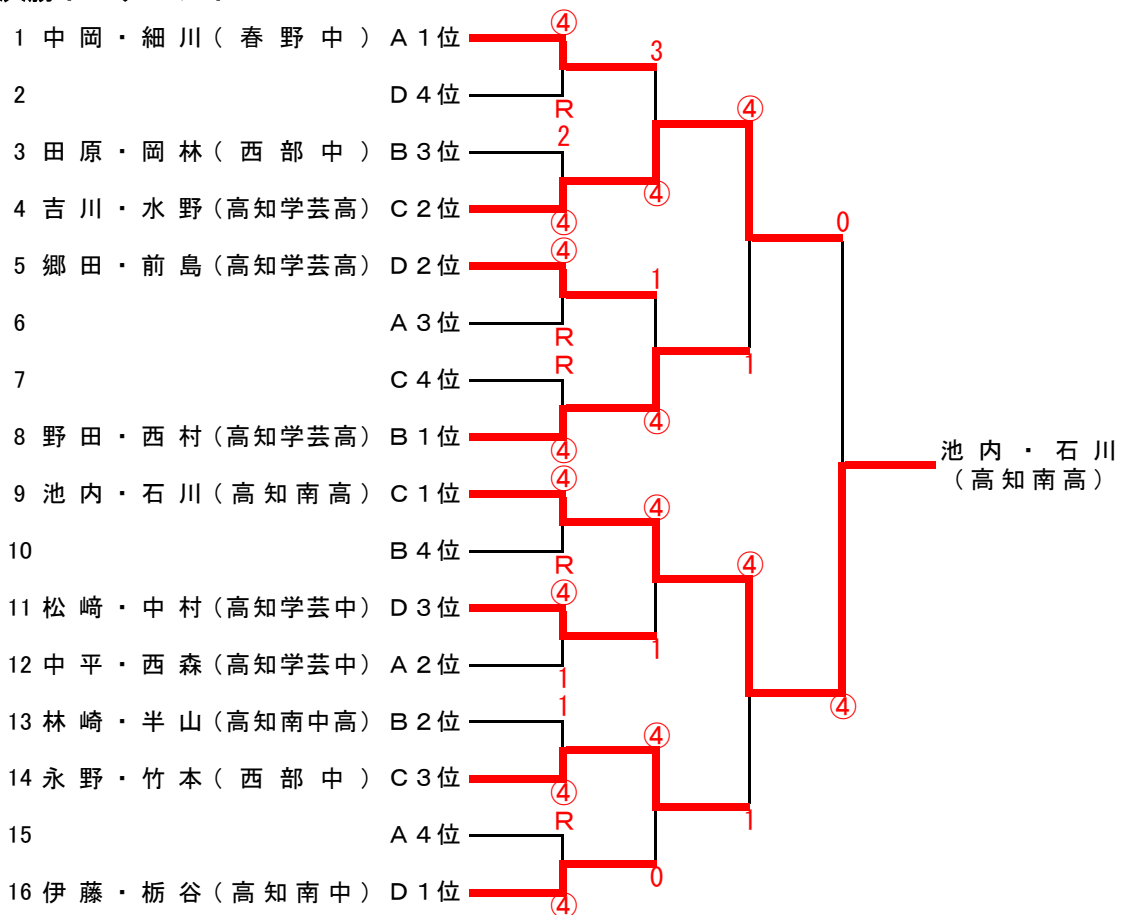 ④
1 中岡・細川(春野中) A1位
3
2 D4位
R
④
2
3 田原・岡林(西部中) B3位
④
4 吉川・水野(高知学芸高) C2位
④
0
④
5 郷田・前島(高知学芸高) D2位
1
6 A3位
R
1
R
7 C4位
④
8 野田・西村(高知学芸高) B1位
④
池内・石川
(高知南高)
④
9 池内・石川(高知南高) C1位
④
10 B4位
R
④
④
11 松﨑・中村(高知学芸中) D3位
1
12 中平・西森(高知学芸中) A2位
1
④
1
13 林崎・半山(高知南中高) B2位
④
14 永野・竹本(西部中) C3位
④
R
1
15 A4位
0
16 伊藤・栃谷(高知南中) D1位
④